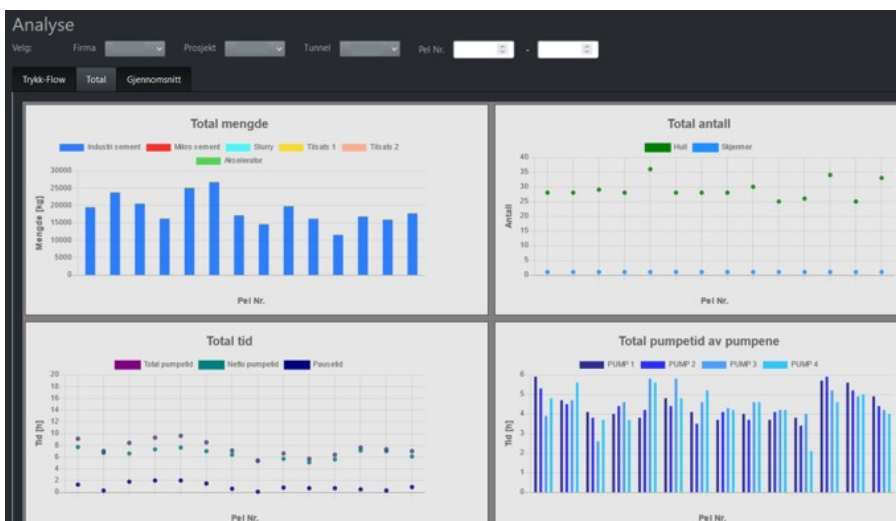 Analyse
Velg: Firma Prosjekt Tunnel Pel Nr. -
Trykk-Flow Total Gjennomsnitt
Total mengde
Industri sement Mikro sement Slurry Tilsats 1 Tilsats 2
Akselerator
30000
25000
20000
15000
10000
5000
0
Mengde [kg]
Pel Nr.
Total antall
Hull Skjermer
40
35
30
25
20
15
10
5
0
Antall
Pel Nr.
Total tid
Total pumpetid Netto pumpetid Pausetid
20
18
16
14
12
10
8
6
4
2
0
Tid [h]
Pel Nr.
Total pumpetid av pumpene
PUMP 1 PUMP 2 PUMP 3 PUMP 4
6
5
4
3
2
1
0
Tid [h]
Pel Nr.